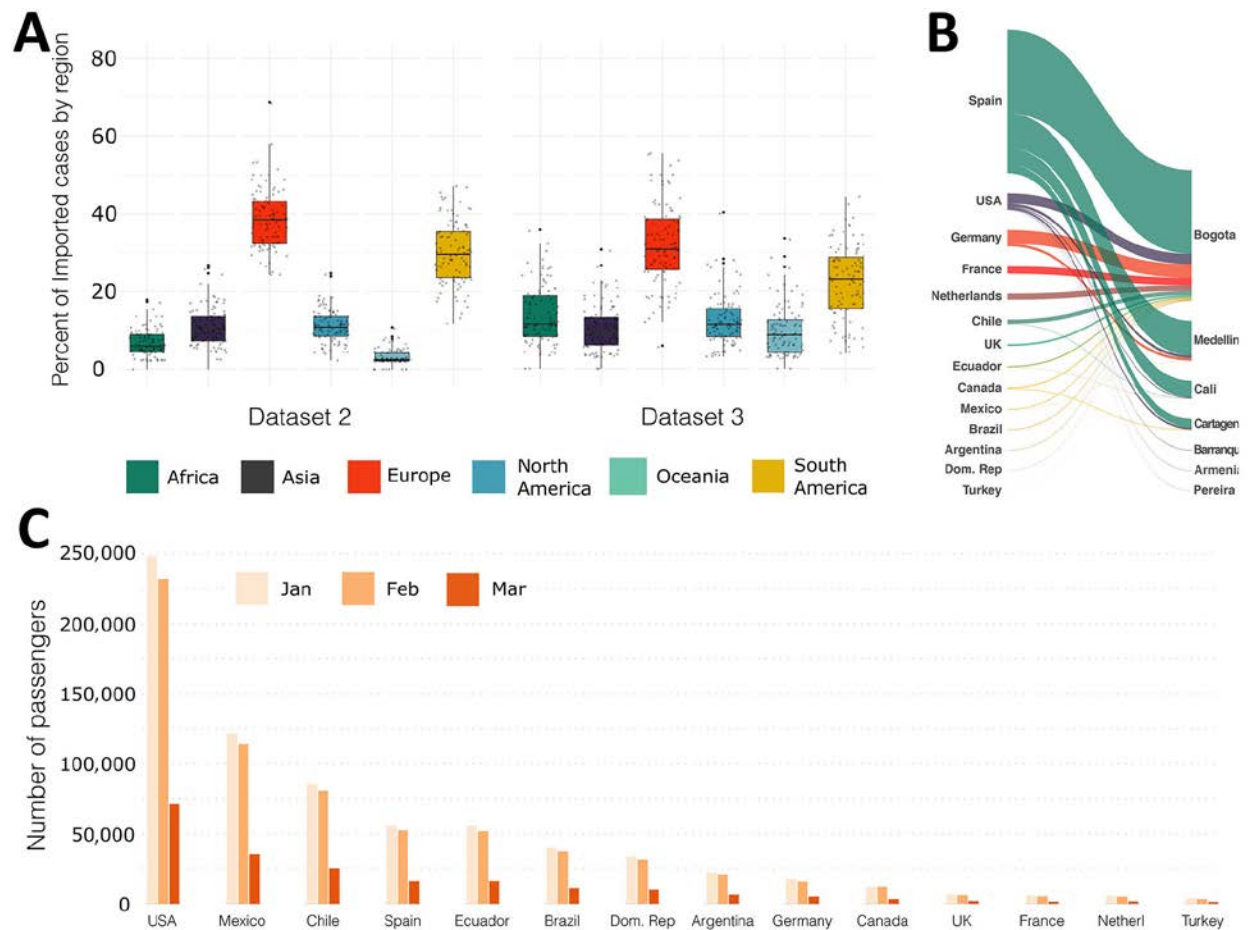 A
Percent of Imported cases by region
80
60
40
20
0
Dataset 2
Dataset 3
Africa
Asia
Europe
North
America
Oceania
South
America
B
Spain
USA
Germany
France
Netherlands
Chile
UK
Ecuador
Canada
Mexico
Brazil
Argentina
Dom. Rep
Turkey
Bogota
Medellin
Cali
Cartagen
Barranqu
Armenia
Pereira
C
Number of passengers
250,000
200,000
150,000
100,000
50,000
0
Jan
Feb
Mar
USA
Mexico
Chile
Spain
Ecuador
Brazil
Dom. Rep
Argentina
Germany
Canada
UK
France
Netherl
Turkey